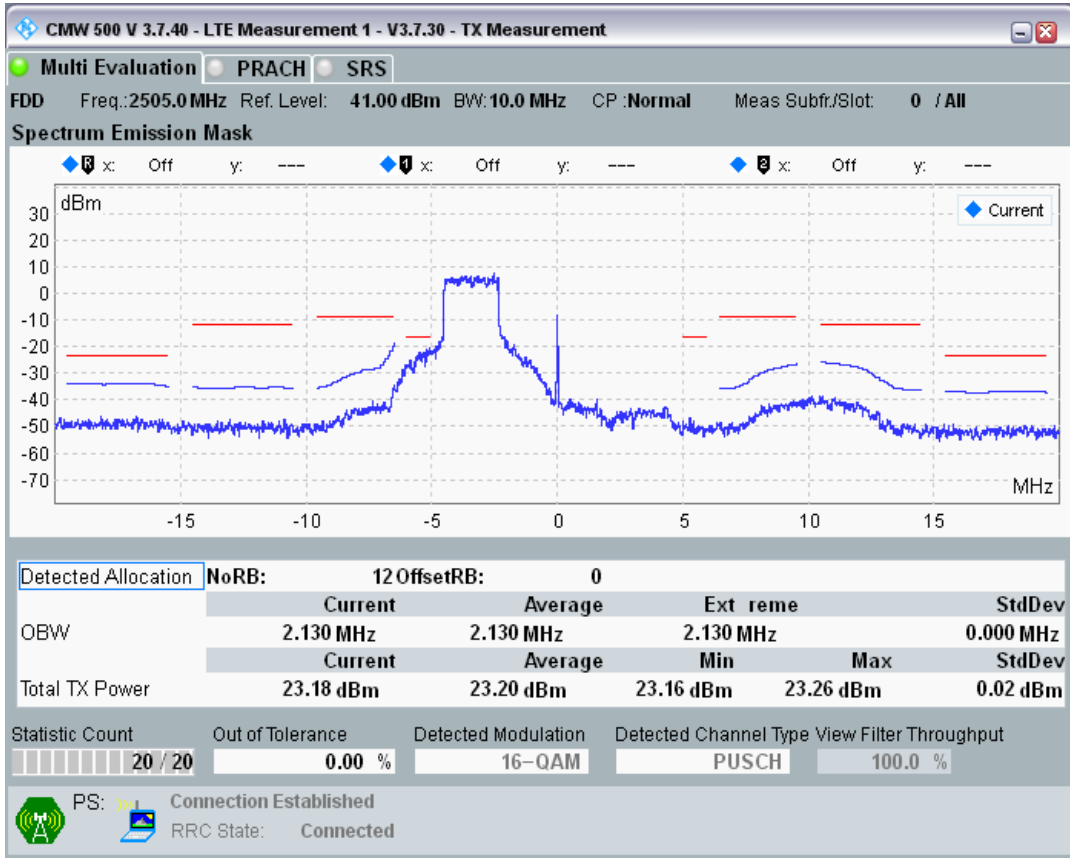 CMW 500 V 3.7.40 - LTE Measurement 1 - V3.7.30 - TX Measurement
Multi Evaluation PRACH SRS
FDD Freq.:2505.0 MHz Ref. Level: 41.00 dBm BW: 10.0 MHz CP :Normal Meas Subfr./Slot: 0 / All
Spectrum Emission Mask
R x: Off y: --- 1 x: Off y: --- 2 x: Off y: ---
dBm
Current
30
20
10
0
-10
-20
-30
-40
-50
-60
-70
MHz
-15 -10 -5 0 5 10 15
Detected Allocation NoRB: 12 OffsetRB: 0
Current Average Ext reme StdDev
OBW 2.130 MHz 2.130 MHz 2.130 MHz 0.000 MHz
Current Average Min Max StdDev
Total TX Power 23.18 dBm 23.20 dBm 23.16 dBm 23.26 dBm 0.02 dBm
Statistic Count Out of Tolerance Detected Modulation Detected Channel Type View Filter Throughput
20 / 20 0.00 % 16-QAM PUSCH 100.0 %
PS: Connection Established
RRC State: Connected